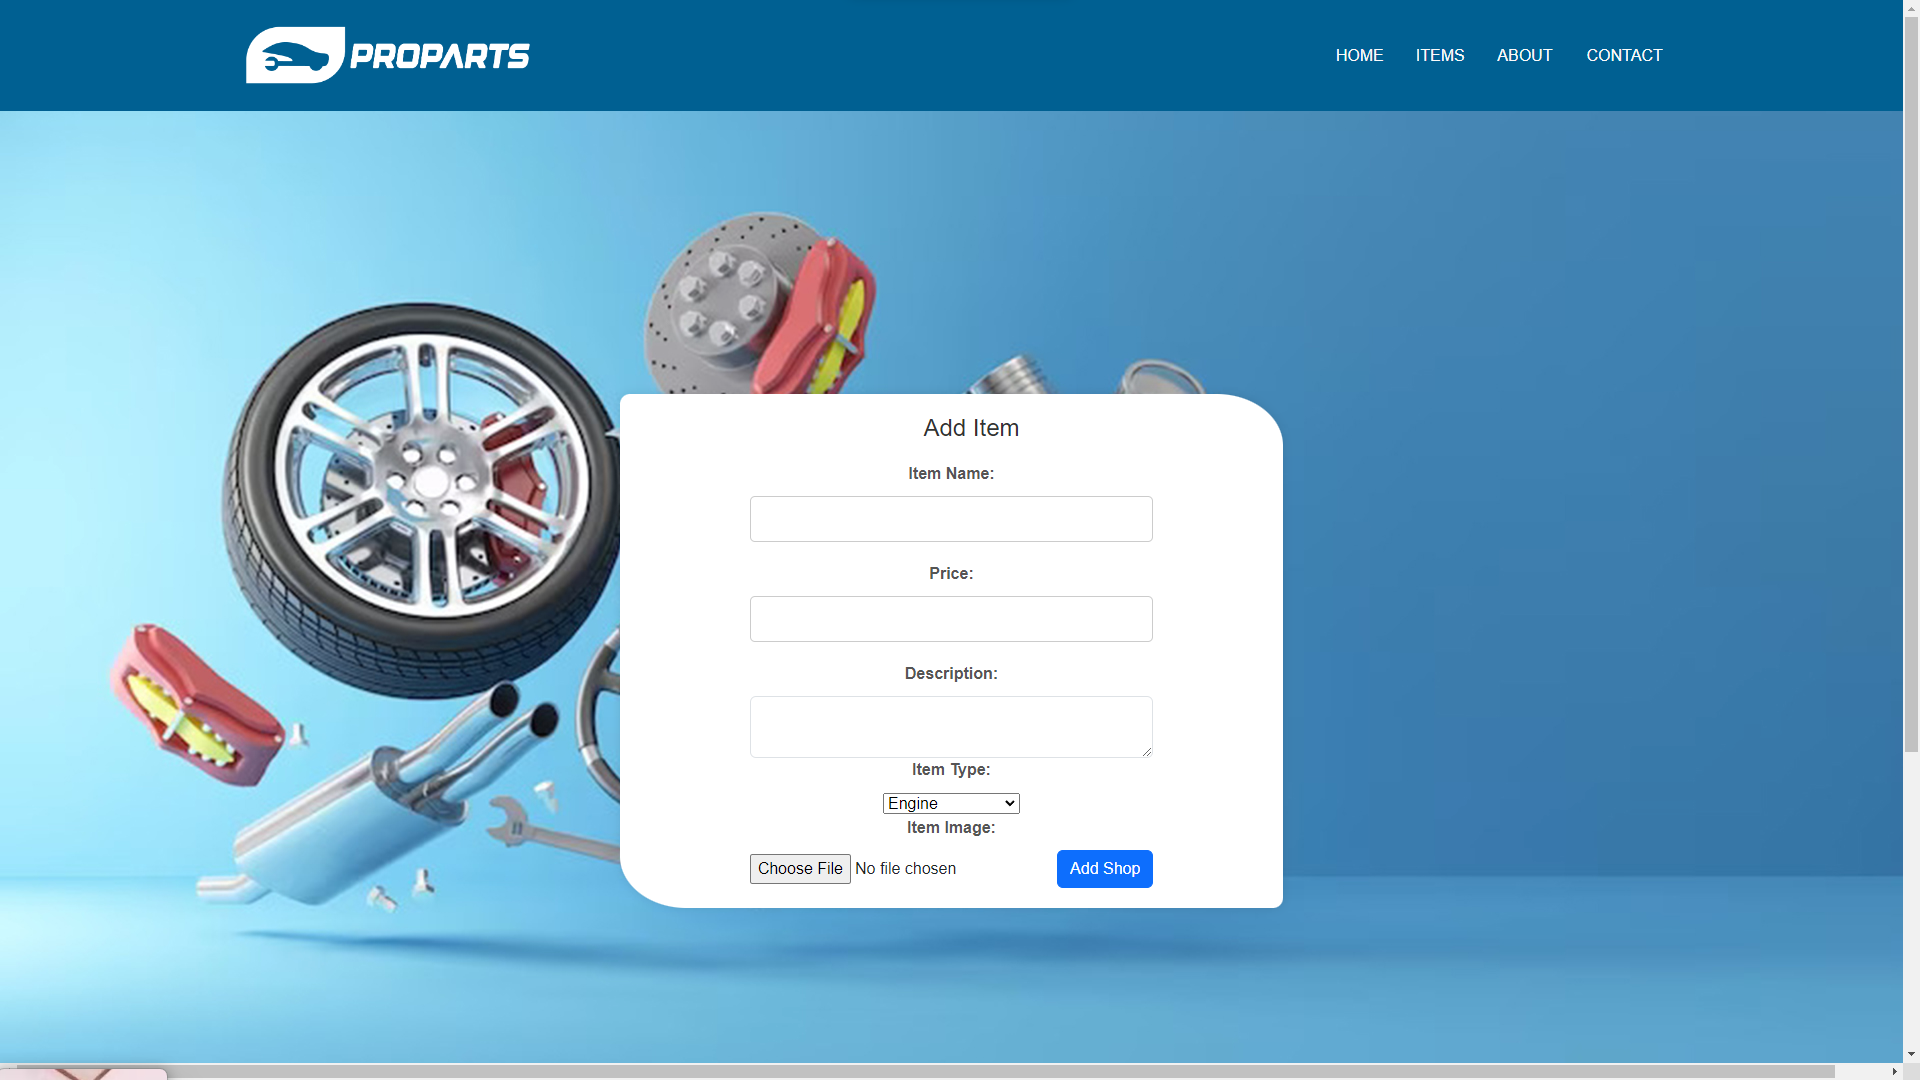 PROPARTS
HOME ITEMS ABOUT CONTACT
Add Item
Item Name:
Price:
Description:
Item Type:
Engine
Item Image:
Choose File No file chosen Add Shop